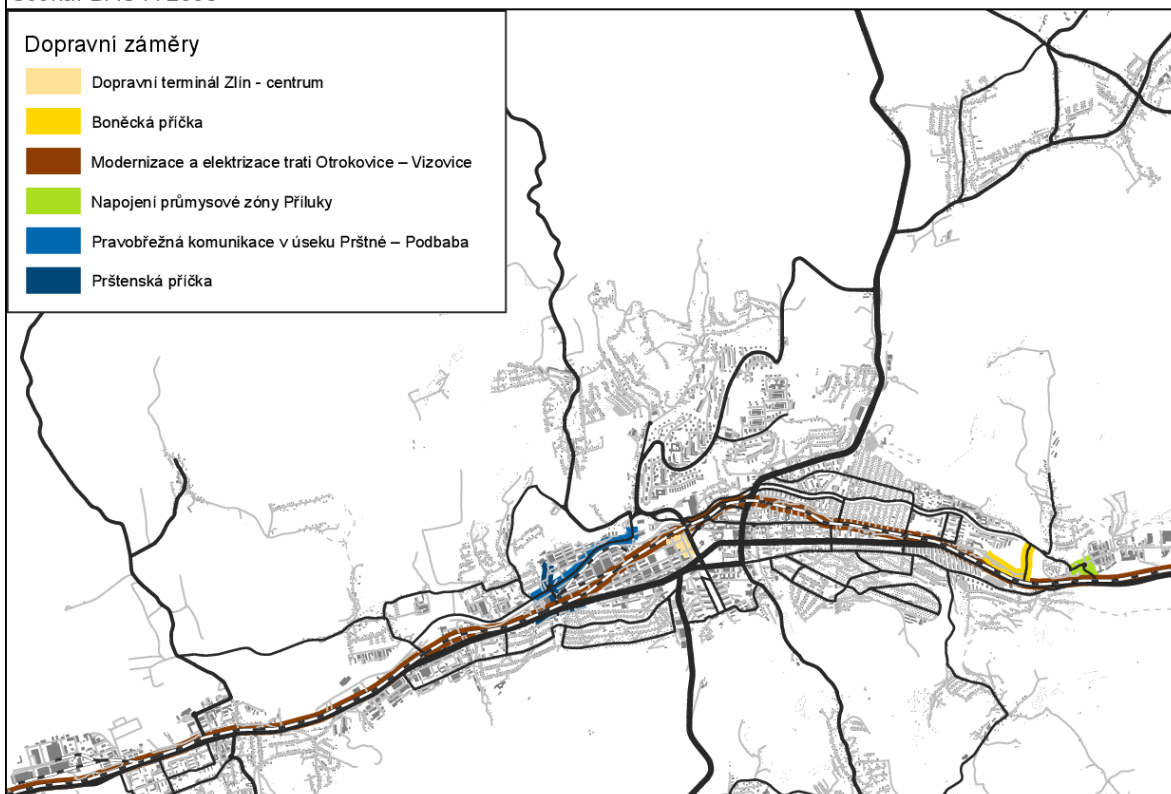 Dopravní záměry
Dopravní terminál Zlín - centrum
Boněcká příčka
Modernizace a elektrizace trati Otrokovice – Vizovice
Napojení průmysové zóny Příluky
Pravobřežná komunikace v úseku Prštné – Podbaba
Prštenská příčka